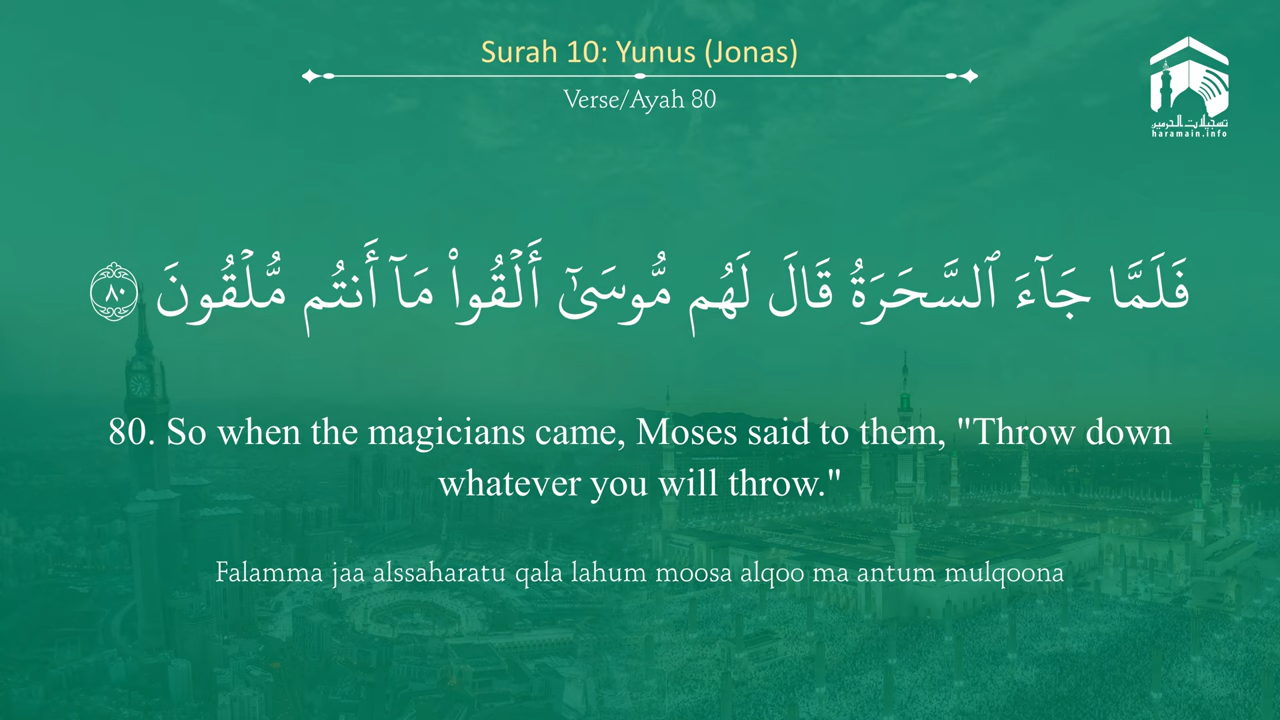 Surah 10: Yunus (Jonas)
Verse/Ayah 80
تسجيلات الحرمين
haramain.info
فَلَمَّا جَآءَ ٱلسَّحَرَةُ قَالَ لَهُم مُّوسَىٰٓ أَلْقُوا۟ مَآ أَنتُم مُّلْقُونَ ٨٠
80. So when the magicians came, Moses said to them, "Throw down
whatever you will throw."
Falamma jaa alssaharatu qala lahum moosa alqoo ma antum mulqoona